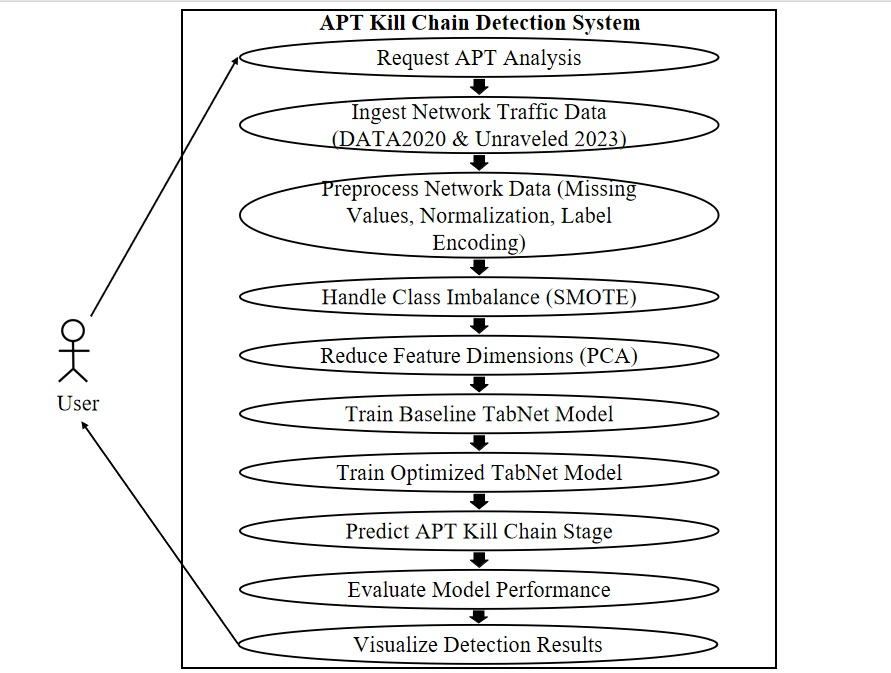 APT Kill Chain Detection System
Request APT Analysis
Ingest Network Traffic Data
(DATA2020 & Unraveled 2023)
Preprocess Network Data (Missing
Values, Normalization, Label
Encoding)
Handle Class Imbalance (SMOTE)
Reduce Feature Dimensions (PCA)
User
Train Baseline TabNet Model
Train Optimized TabNet Model
Predict APT Kill Chain Stage
Evaluate Model Performance
Visualize Detection Results